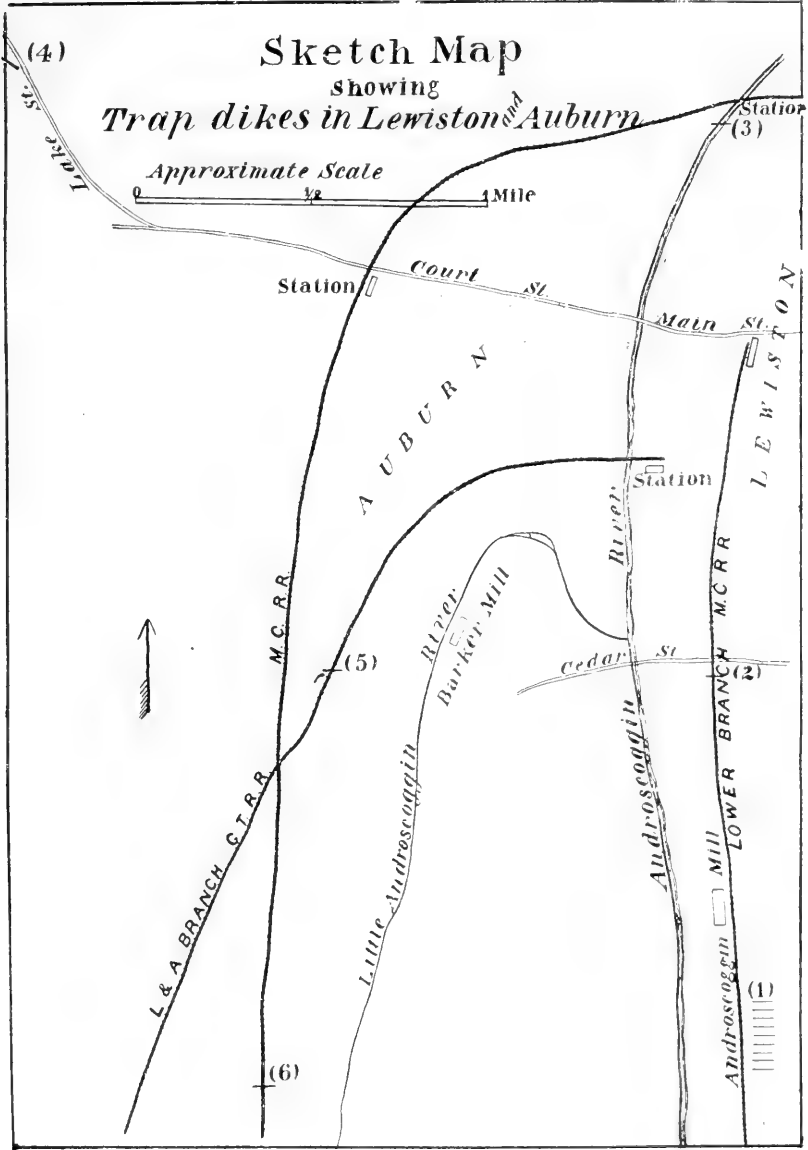 Sketch Map
showing
Trap dikes in Lewiston and Auburn
(4)
Lake St.
Approximate Scale
0 1/2 1 Mile
Station
(3)
Station
Court St.
Main St.
LEWISTON
AUBURN
Station
River
M.C. R.R.
River
Barker Mill
(5)
Cedar St
(2)
LOWER BRANCH M.C R R
Androscoggin
L & A BRANCH G.T. R.R.
Little Androscoggin
Androscoggin Mill
(1)
(6)